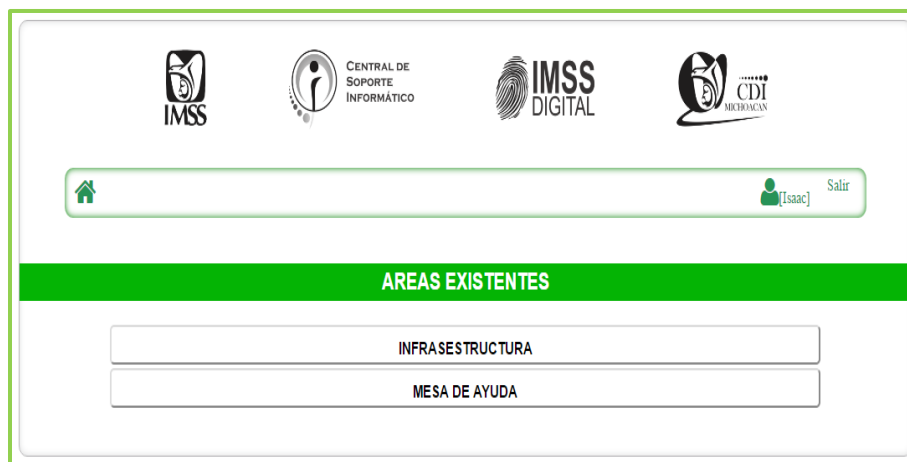 IMSS
CENTRAL DE
SOPORTE
INFORMÁTICO
IMSS
DIGITAL
CDI
MICHOACAN
[Isaac]
Salir
AREAS EXISTENTES
INFRASESTRUCTURA
MESA DE AYUDA